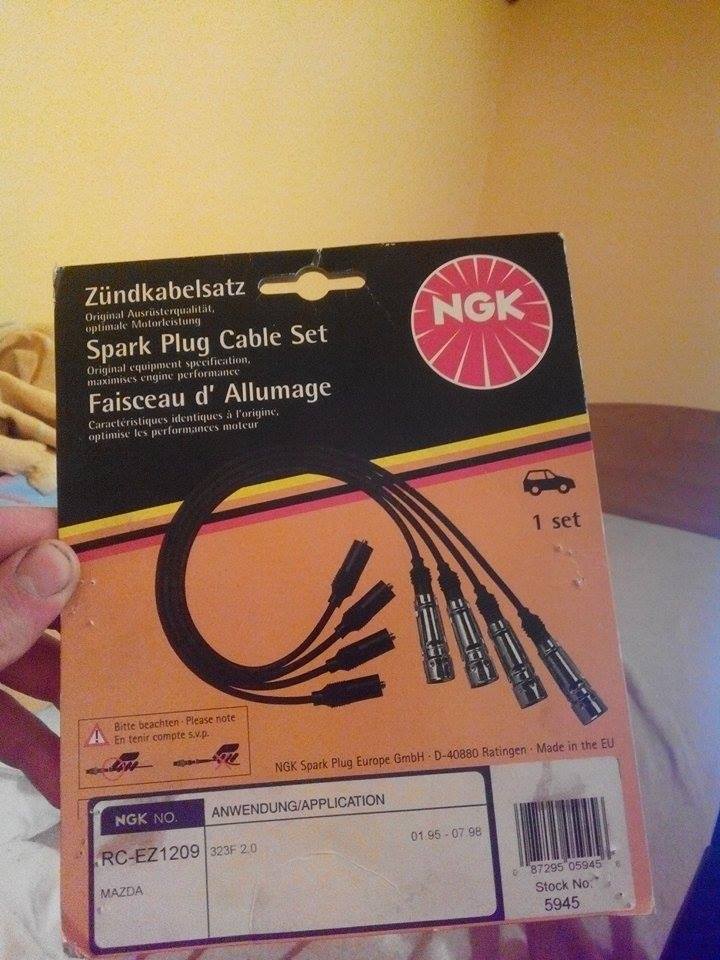 Zündkabelsatz
Original Ausrüsterqualität,
optimale Motorleistung
Spark Plug Cable Set
Original equipment specification,
maximises engine performance
Faisceau d' Allumage
Caractéristiques identiques à l'origine,
optimise les performances moteur
NGK
1 set
Bitte beachten · Please note
En tenir compte s.v.p.
NGK Spark Plug Europe GmbH · D-40880 Ratingen · Made in the EU
NGK NO.
ANWENDUNG/APPLICATION
RC-EZ1209
323F 2.0
01.95 - 07.98
MAZDA
0 87295 05945 6
Stock No.
5945